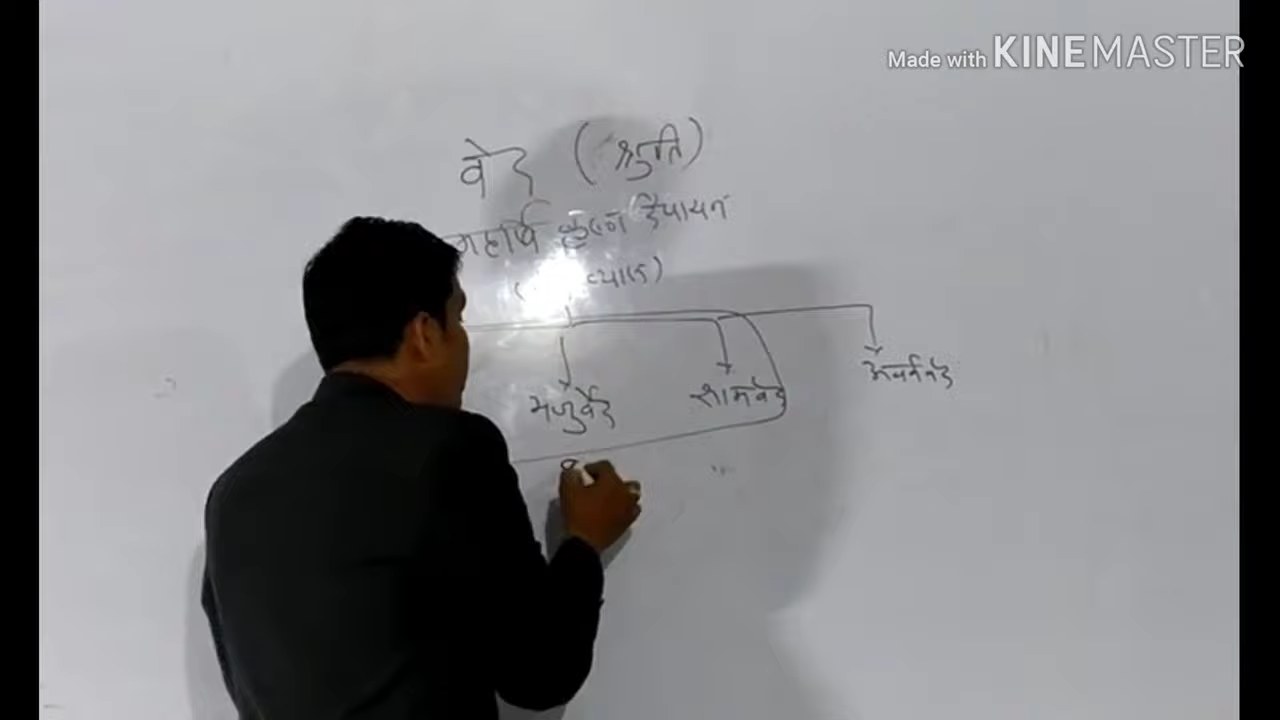 Made with KINEMASTER
वेद (श्रुति)
महर्षि कृष्ण द्वैपायन
( व्यास)
यजुर्वेद सामवेद अथर्ववेद